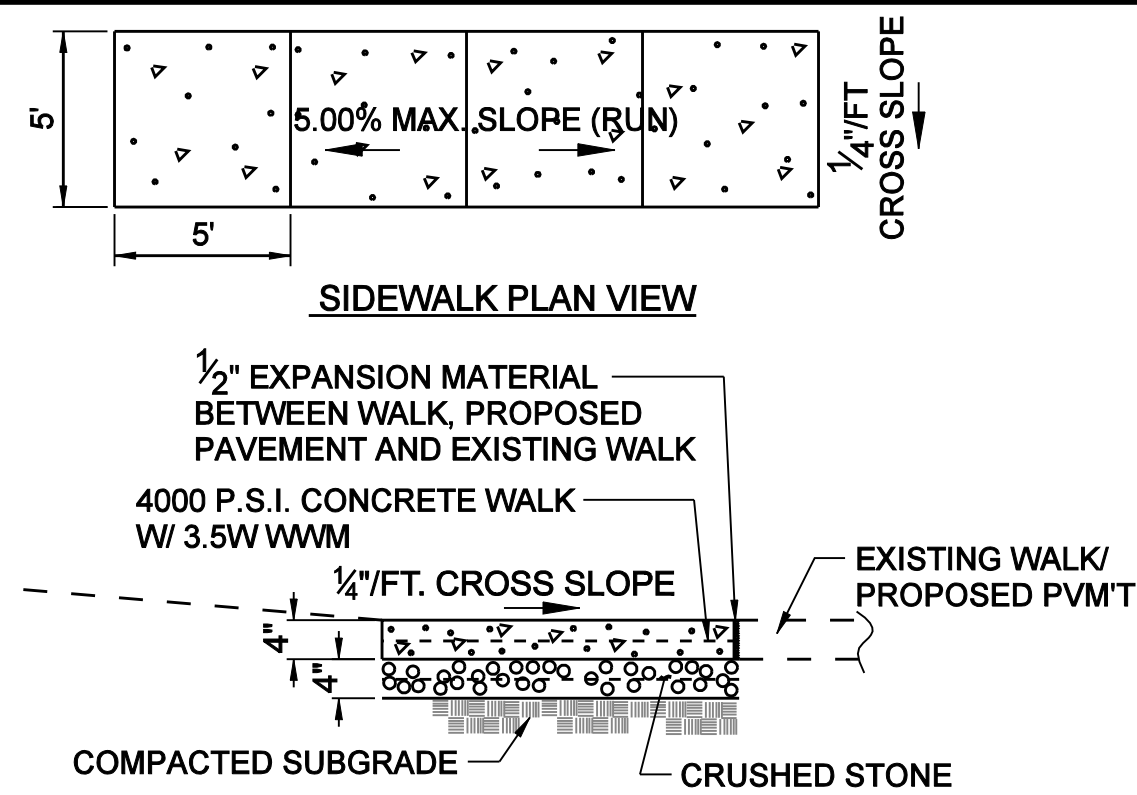 5'
5.00% MAX. SLOPE (RUN)
1/4"/FT
CROSS SLOPE
5'
SIDEWALK PLAN VIEW
1/2" EXPANSION MATERIAL
BETWEEN WALK, PROPOSED
PAVEMENT AND EXISTING WALK
4000 P.S.I. CONCRETE WALK
W/ 3.5W WWM
1/4"/FT. CROSS SLOPE
EXISTING WALK/
PROPOSED PVM'T
4"
4"
COMPACTED SUBGRADE
CRUSHED STONE